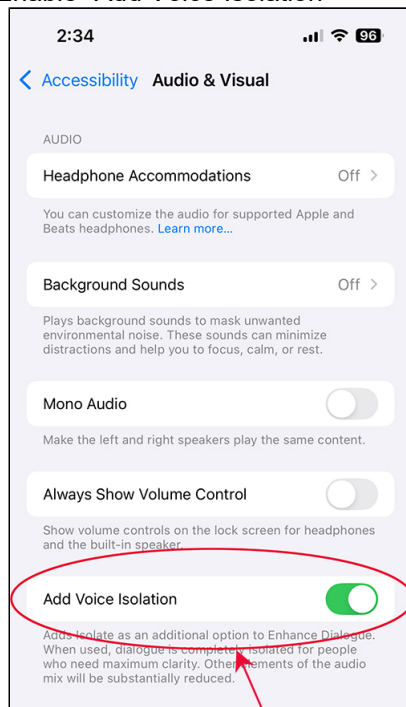 Enable "Add Voice Isolation"
2:34
96
Accessibility Audio & Visual
AUDIO
Headphone Accommodations Off
You can customize the audio for supported Apple and
Beats headphones. Learn more...
Background Sounds Off
Plays background sounds to mask unwanted
environmental noise. These sounds can minimize
distractions and help you to focus, calm, or rest.
Mono Audio
Make the left and right speakers play the same content.
Always Show Volume Control
Show volume controls on the lock screen for headphones
and the built-in speaker.
Add Voice Isolation
Adds Isolate as an additional option to Enhance Dialogue.
When used, dialogue is completely isolated for people
who need maximum clarity. Other elements of the audio
mix will be substantially reduced.